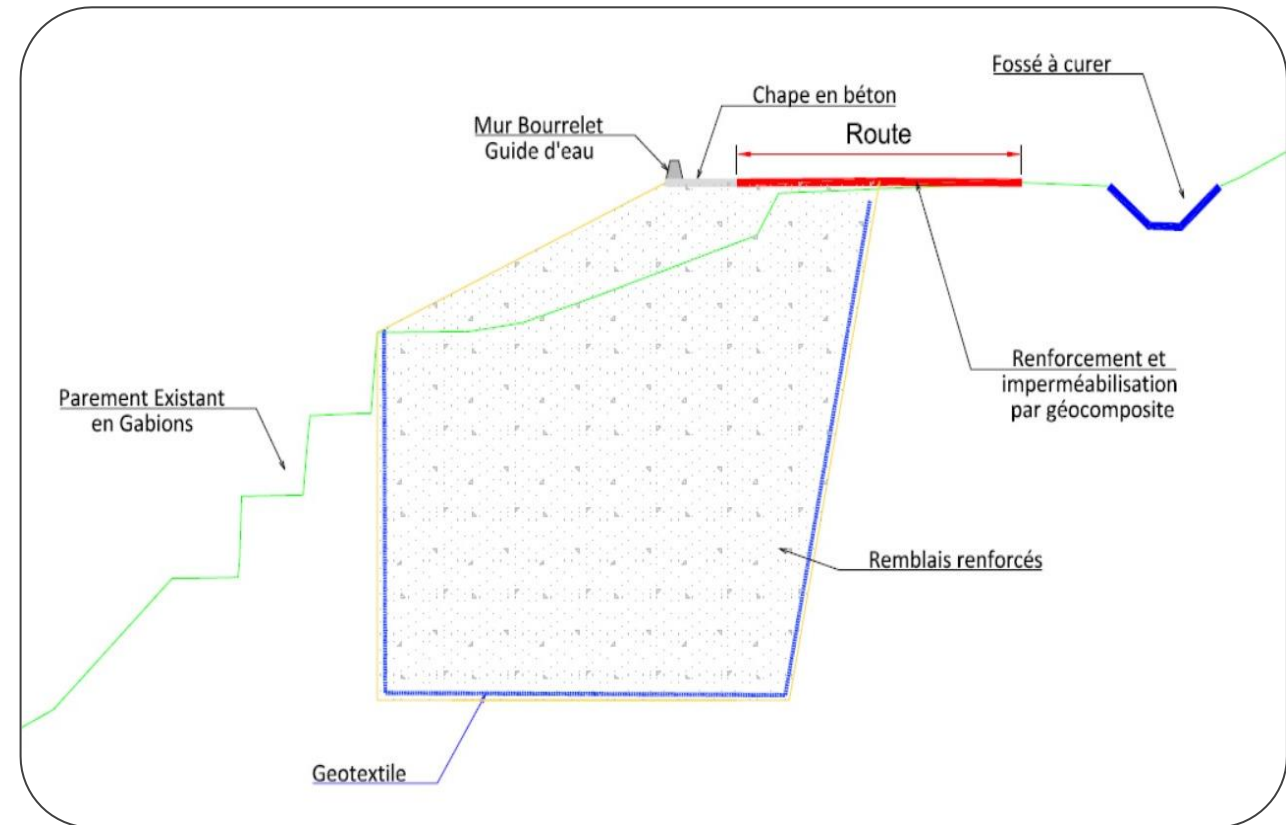 Fossé à curer
Chape en béton
Mur Bourrelet
Guide d'eau
Route
Renforcement et
imperméabilisation
par géocomposite
Parement Existant
en Gabions
Remblais renforcés
Geotextile